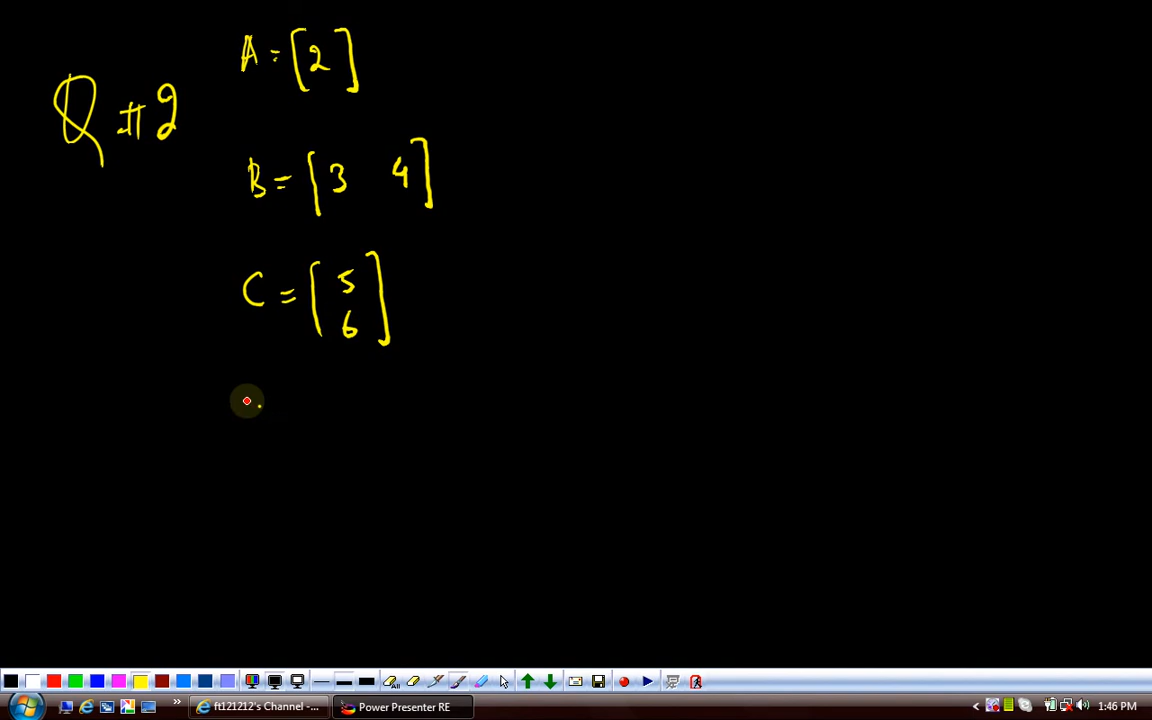 A = [2]
Q #2
B = [3 4]
C = [5
6]
ft121212's Channel -...
Power Presenter RE
1:46 PM